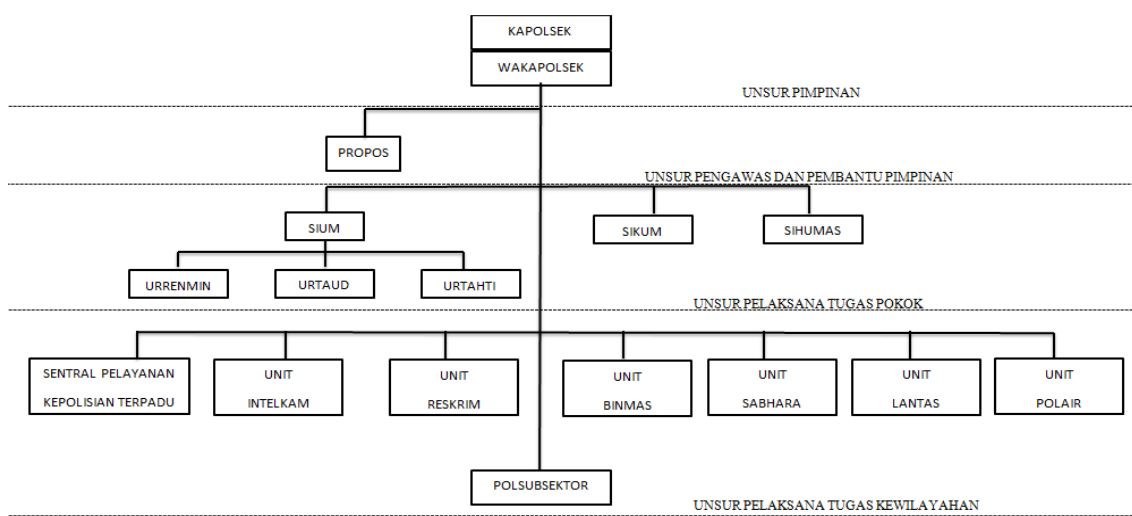 KAPOLSEK
WAKAPOLSEK
UNSUR PIMPINAN
PROPOS
UNSUR PENGAWAS DAN PEMBANTU PIMPINAN
SIUM
SIKUM
SIHUMAS
URRENMIN
URTAUD
URTAHTI
UNSUR PELAKSANA TUGAS POKOK
SENTRAL PELAYANAN
KEPOLISIAN TERPADU
UNIT
INTELKAM
UNIT
RESKRIM
UNIT
BINMAS
UNIT
SABHARA
UNIT
LANTAS
UNIT
POLAIR
POLSUBSEKTOR
UNSUR PELAKSANA TUGAS KEWILAYAHAN